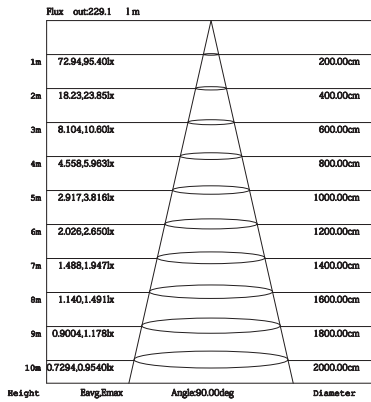 Flux out:229.1 lm
1m 72.94,95.40lx 200.00cm
2m 18.23,23.85lx 400.00cm
3m 8.104,10.60lx 600.00cm
4m 4.558,5.963lx 800.00cm
5m 2.917,3.816lx 1000.00cm
6m 2.026,2.650lx 1200.00cm
7m 1.488,1.947lx 1400.00cm
8m 1.140,1.491lx 1600.00cm
9m 0.9004,1.178lx 1800.00cm
10m 0.7294,0.9540lx 2000.00cm
Height Eavg,Emax Angle:90.00deg Diameter